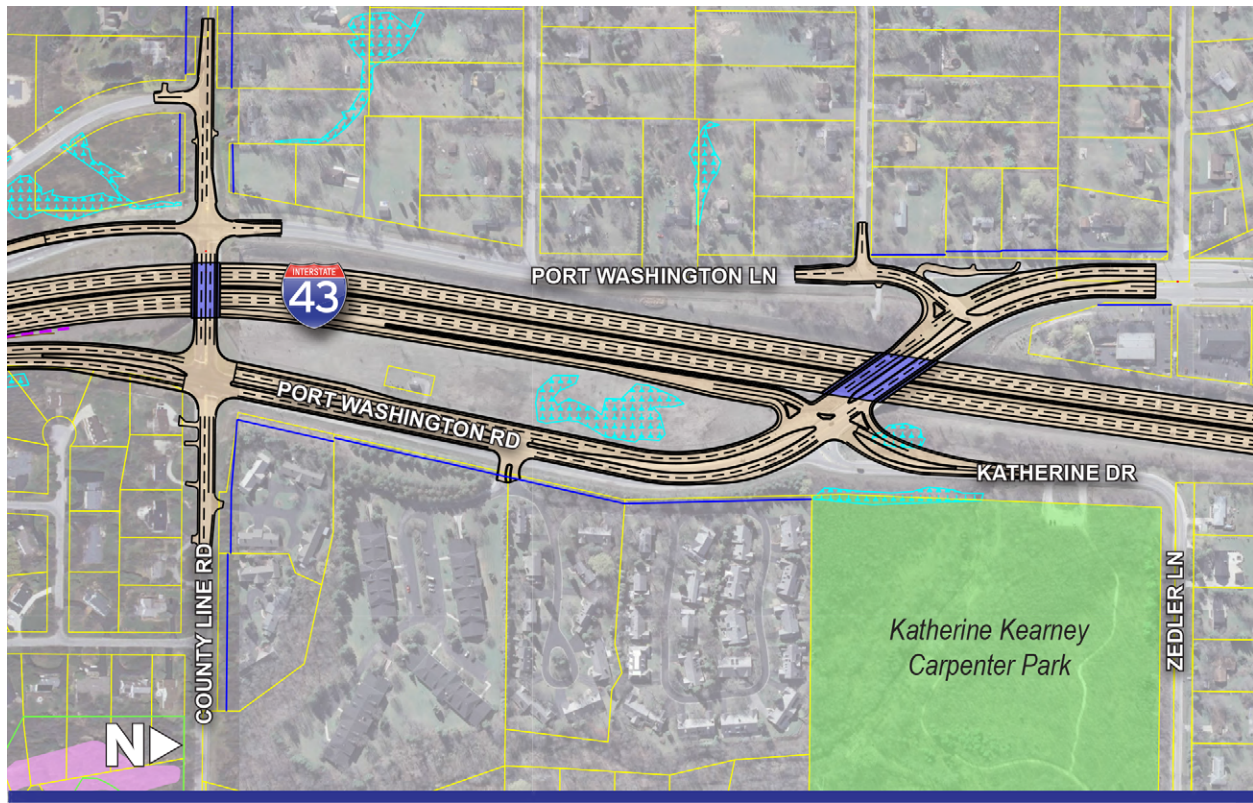 PORT WASHINGTON LN
INTERSTATE
43
PORT WASHINGTON RD
KATHERINE DR
COUNTY LINE RD
ZEDLER LN
Katherine Kearney
Carpenter Park
N